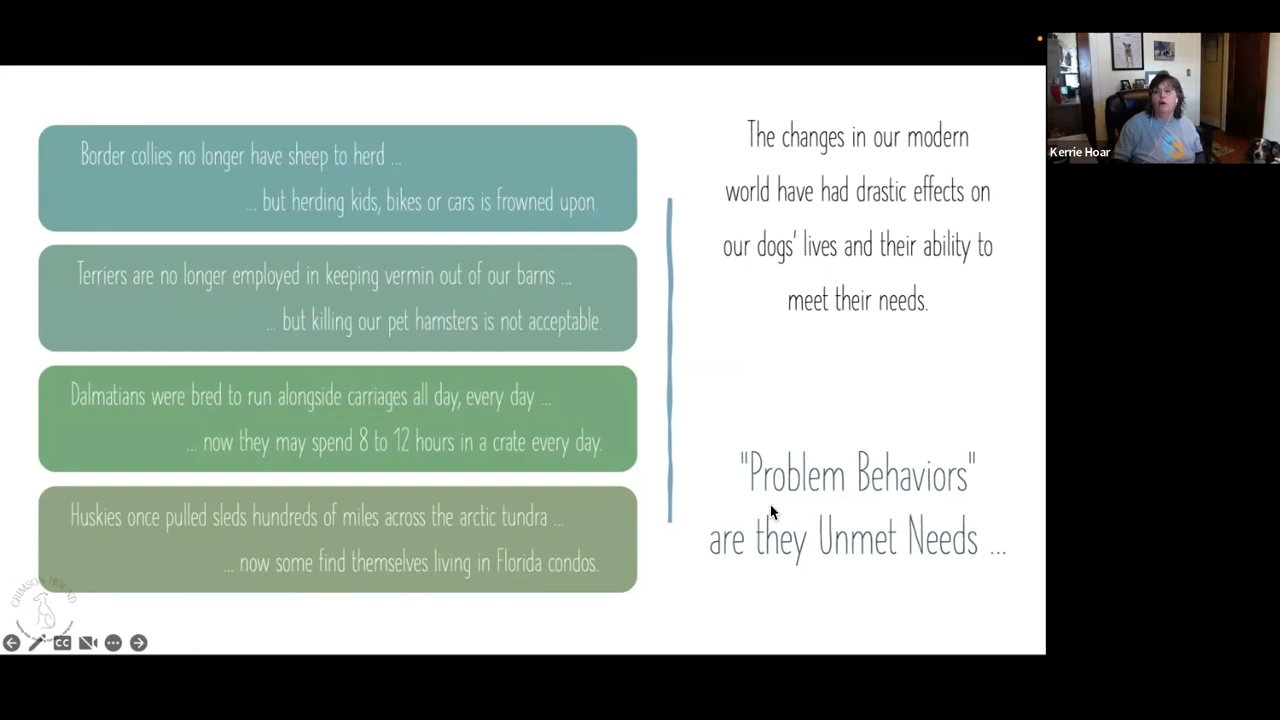 Border collies no longer have sheep to herd ...
... but herding kids, bikes or cars is frowned upon.
Terriers are no longer employed in keeping vermin out of our barns ...
... but killing our pet hamsters is not acceptable.
Dalmatians were bred to run alongside carriages all day, every day ...
... now they may spend 8 to 12 hours in a crate every day.
Huskies once pulled sleds hundreds of miles across the arctic tundra ...
... now some find themselves living in Florida condos.
The changes in our modern
world have had drastic effects on
our dogs' lives and their ability to
meet their needs.
"Problem Behaviors"
are they Unmet Needs ...
Kerrie Hoar
CRIMSON HOUND
CC